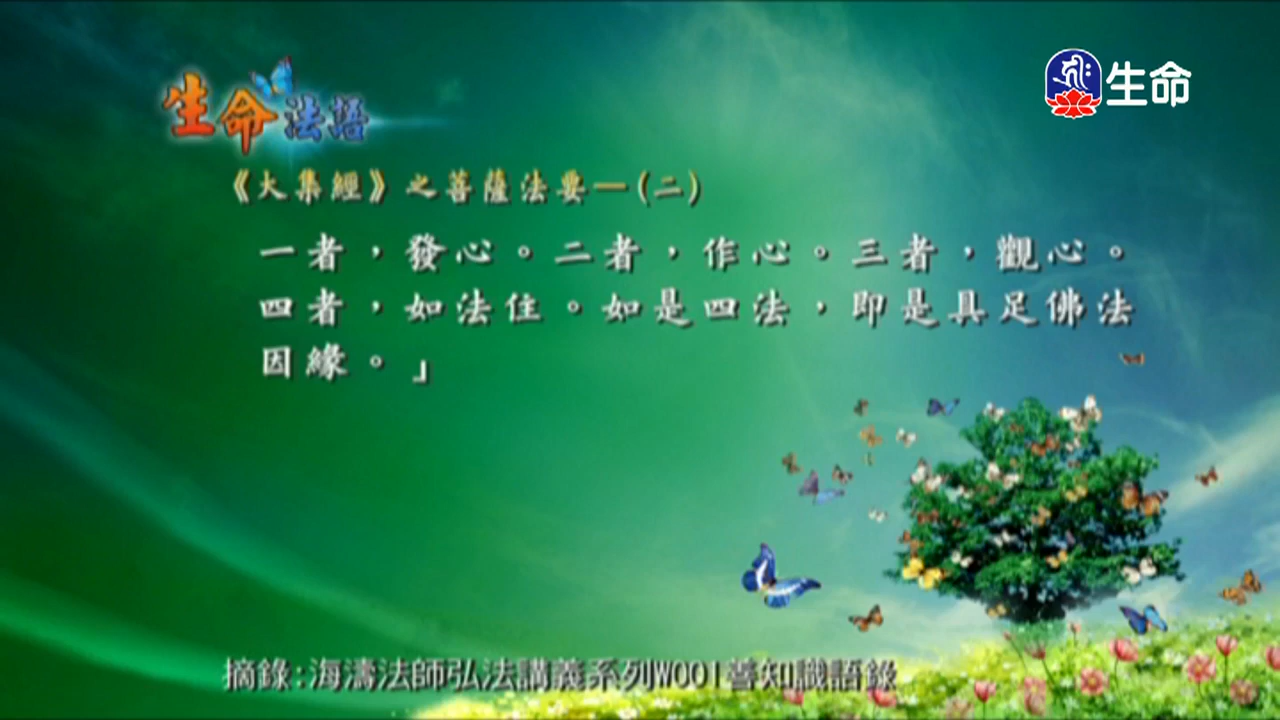 生命
生命法語
《大集經》之菩薩法要—(二)
一者，發心。二者，作心。三者，觀心。
四者，如法住。如是四法，即是具足佛法
因緣。」
摘錄:海濤法師弘法講義系列W001善知識語錄